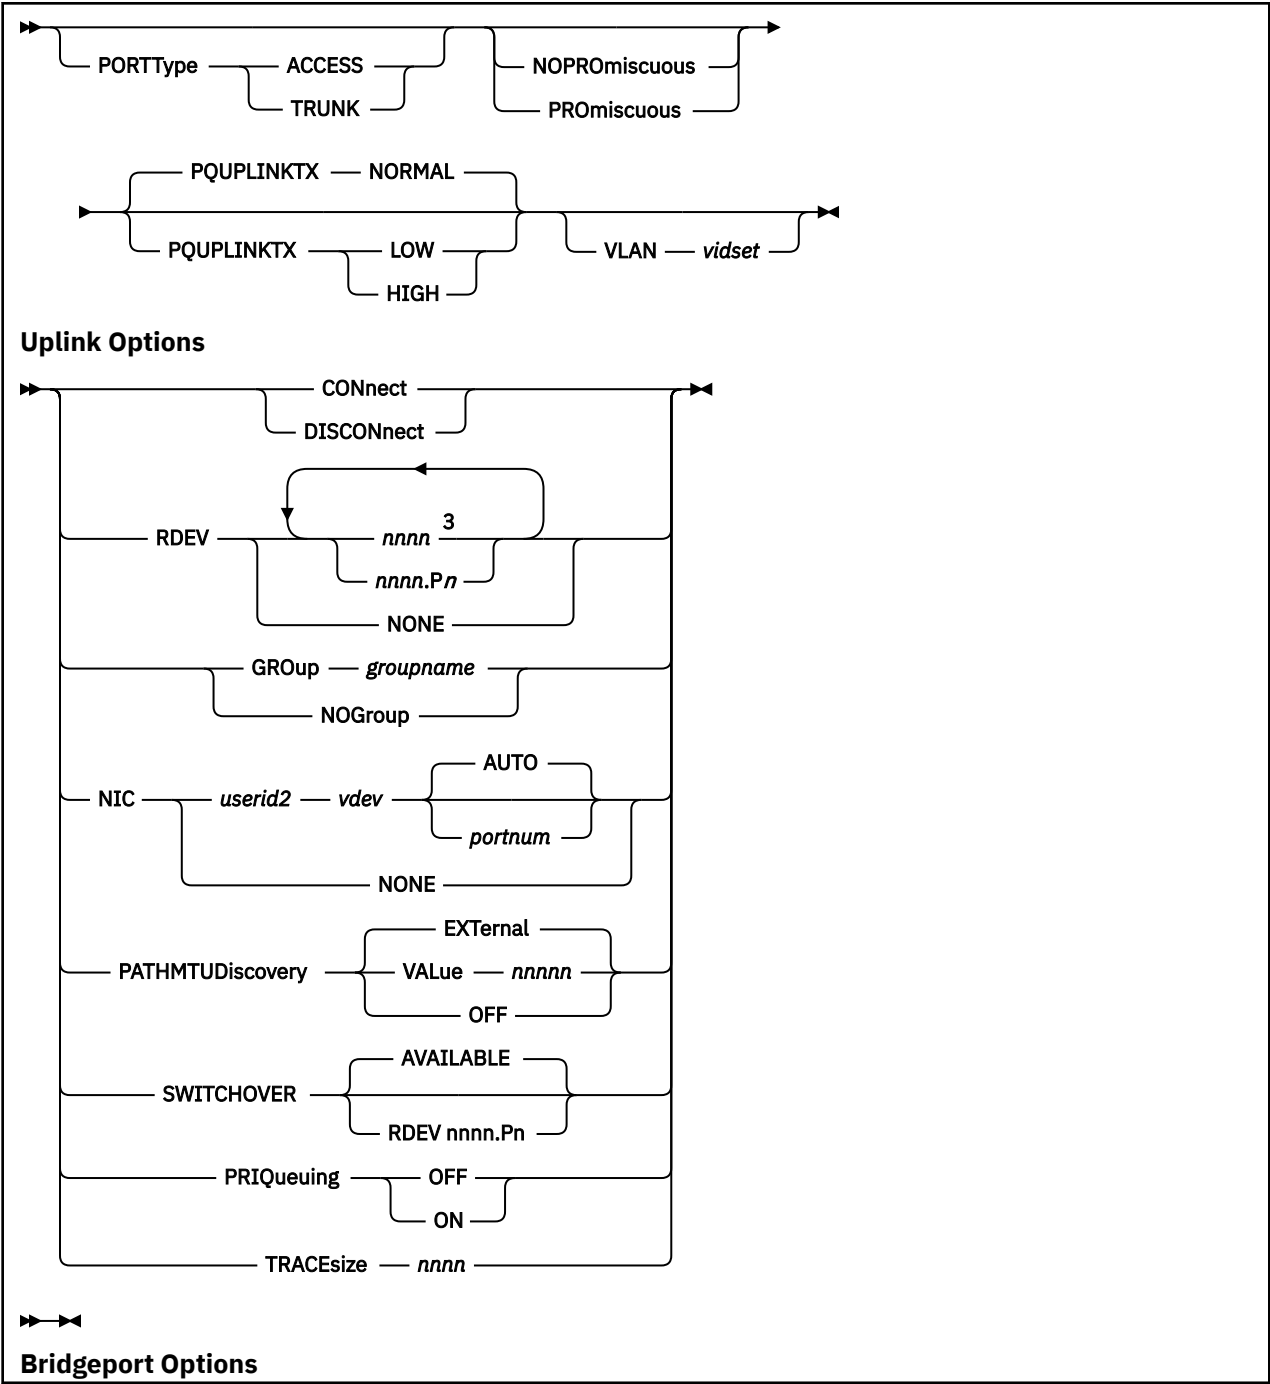 PORTType ACCESS NOPROmiscuous
TRUNK PROmiscuous
PQUPLINKTX NORMAL
PQUPLINKTX LOW VLAN vidset
HIGH
Uplink Options
CONnect
DISCONnect
3
RDEV nnnn
nnnn.Pn
NONE
GROup groupname
NOGroup
AUTO
NIC userid2 vdev
portnum
NONE
EXTernal
PATHMTUDiscovery VALue nnnnn
OFF
AVAILABLE
SWITCHOVER
RDEV nnnn.Pn
PRIQueuing OFF
ON
TRACEsize nnnn
Bridgeport Options